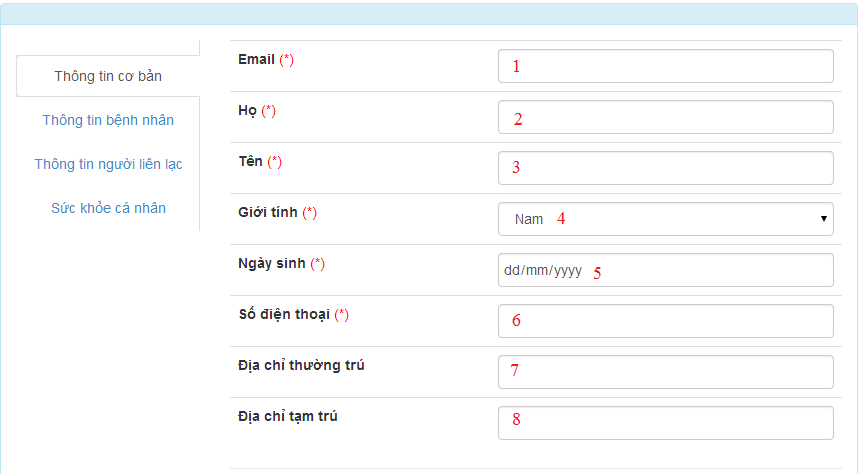 Thông tin cơ bản
Thông tin bệnh nhân
Thông tin người liên lạc
Sức khỏe cá nhân
Email (*)
1
Họ (*)
2
Tên (*)
3
Giới tính (*)
Nam 4
Ngày sinh (*)
dd/mm/yyyy 5
Số điện thoại (*)
6
Địa chỉ thường trú
7
Địa chỉ tạm trú
8